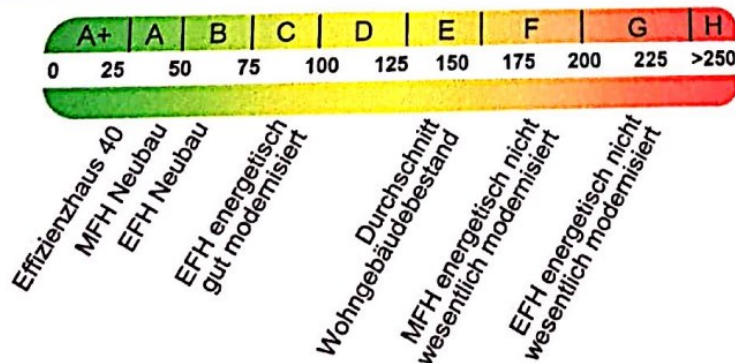 A+ A B C D E F G H
0 25 50 75 100 125 150 175 200 225 >250
Effizienzhaus 40
MFH Neubau
EFH Neubau
EFH energetisch
gut modernisiert
Durchschnitt
Wohngebäudebestand
MFH energetisch nicht
wesentlich modernisiert
EFH energetisch nicht
wesentlich modernisiert